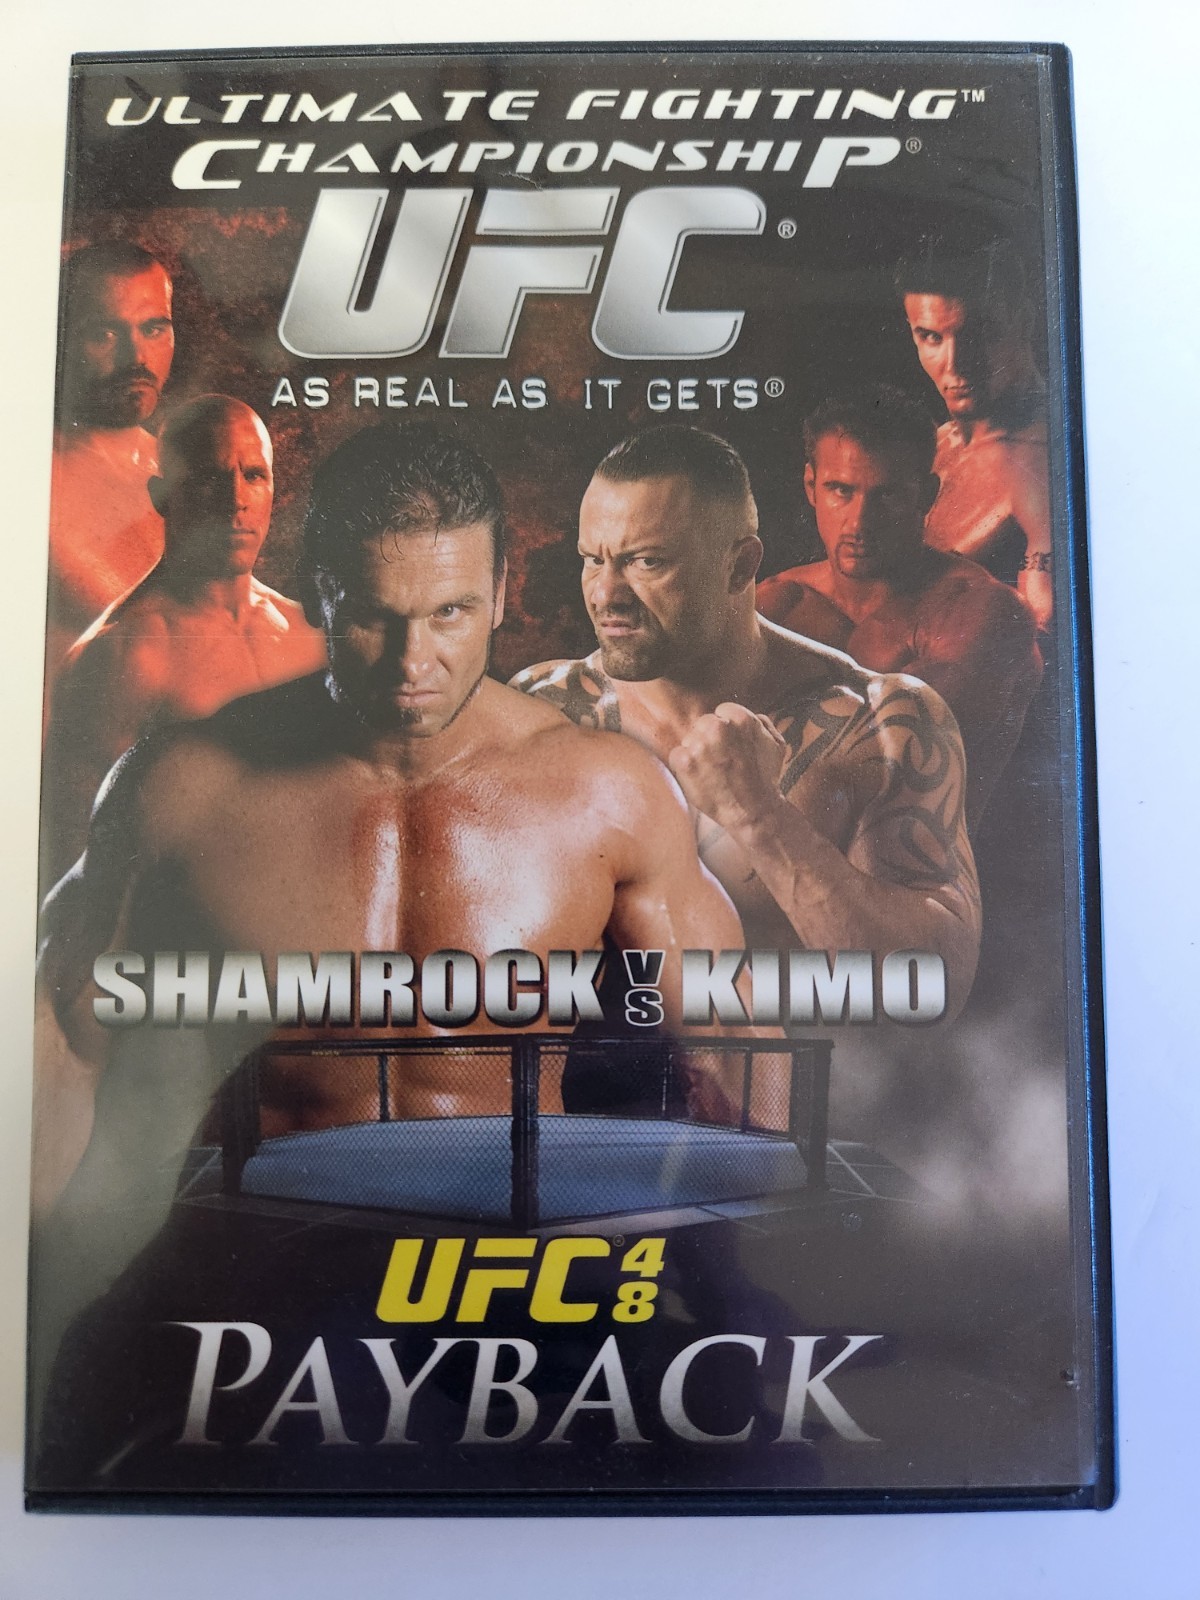 ULTIMATE FIGHTING™
CHAMPIONSHIP®
UFC®
AS REAL AS IT GETS®
SHAMROCK VS KIMO
UFC® 48
PAYBACK